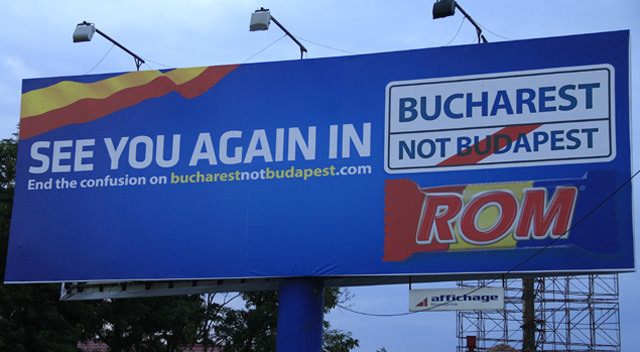 SEE YOU AGAIN IN
End the confusion on bucharestnotbudapest.com
BUCHAREST
NOT BUDAPEST
ROM
affichage